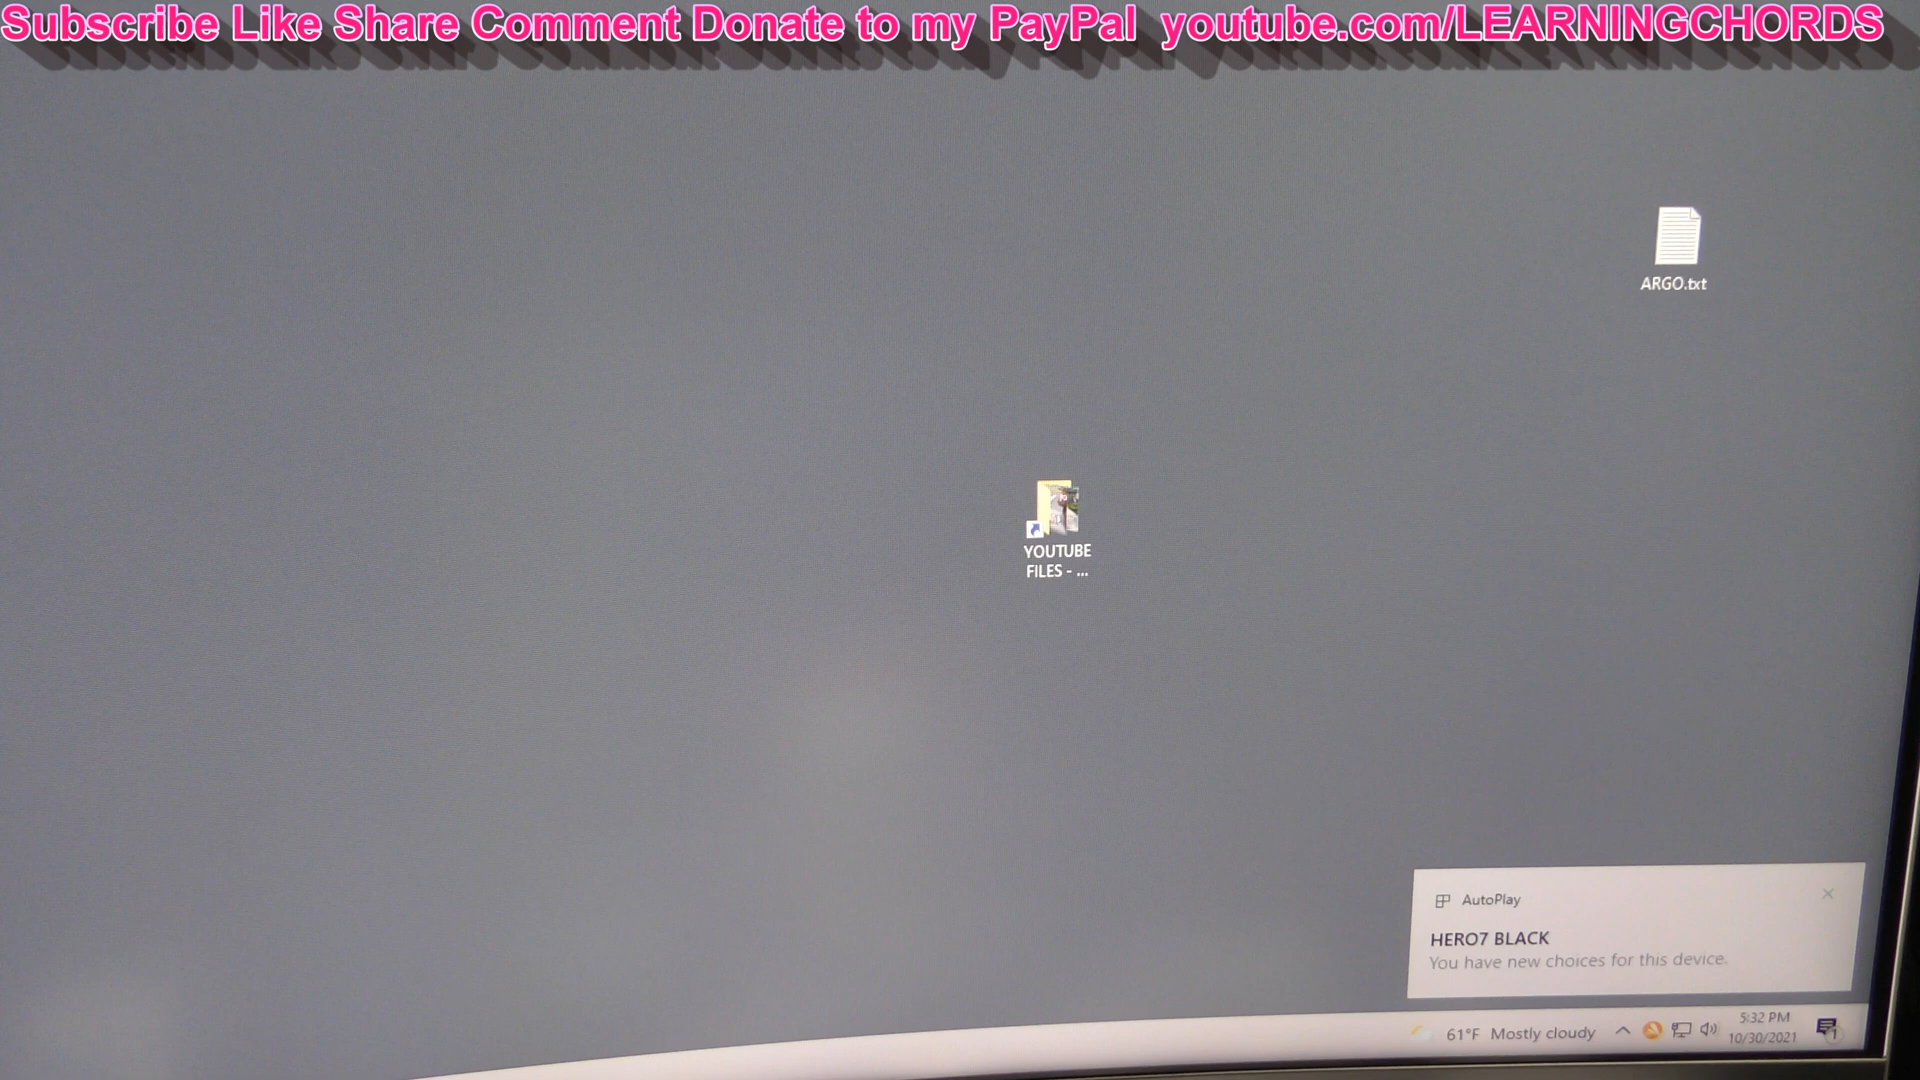 Subscribe Like Share Comment Donate to my PayPal youtube.com/LEARNINGCHORDS
ARGO.txt
YOUTUBE
FILES - ...
AutoPlay
HERO7 BLACK
You have new choices for this device.
61°F Mostly cloudy
5:32 PM
10/30/2021
1